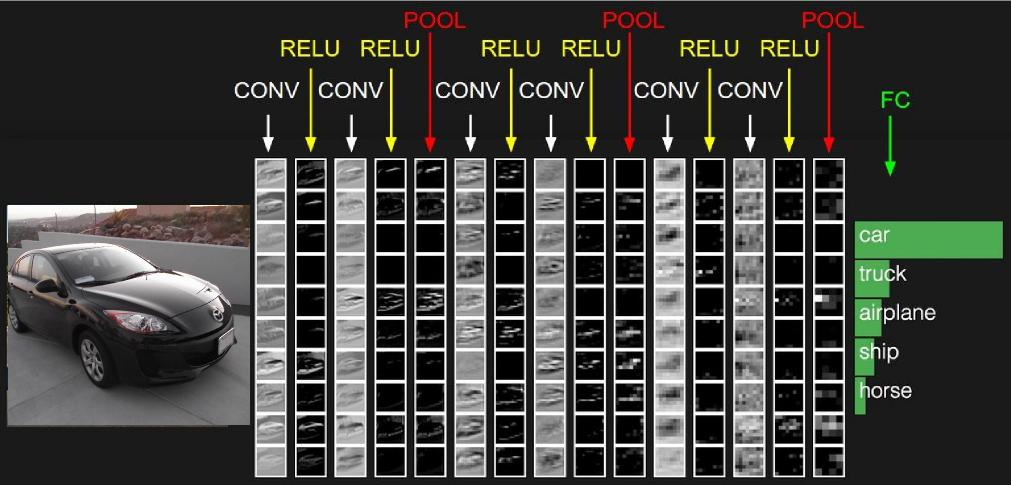 POOL POOL POOL
RELU RELU RELU RELU RELU RELU
CONV CONV CONV CONV CONV CONV
FC
car
truck
airplane
ship
horse